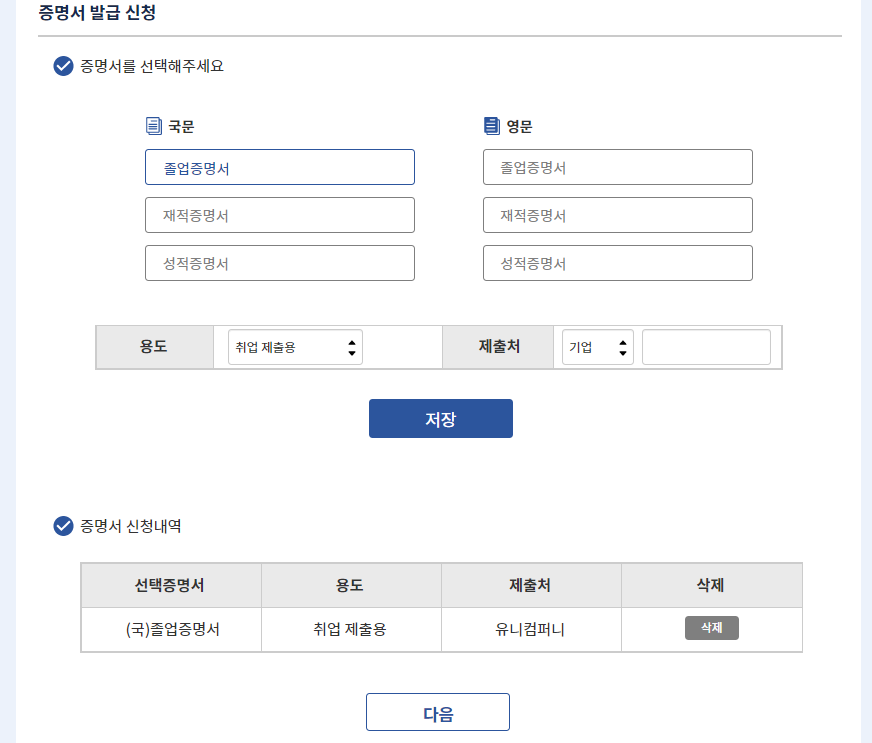 증명서 발급 신청
증명서를 선택해주세요
국문 영문
졸업증명서 졸업증명서
재적증명서 재적증명서
성적증명서 성적증명서
용도 취업 제출용 제출처 기업
저장
증명서 신청내역
선택증명서 용도 제출처 삭제
(국)졸업증명서 취업 제출용 유니컴퍼니 삭제
다음